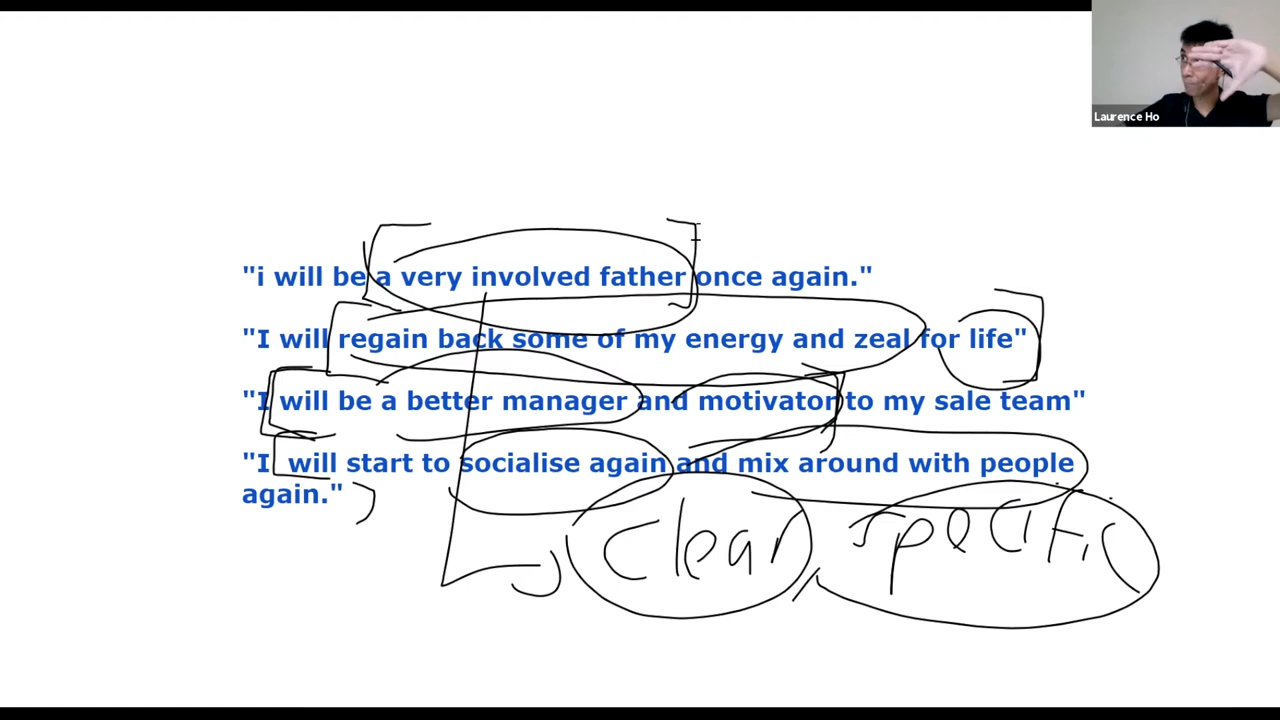 Laurence Ho
"i will be a very involved father once again."
"I will regain back some of my energy and zeal for life"
"I will be a better manager and motivator to my sale team"
"I  will start to socialise again and mix around with people
again."
clear, specific